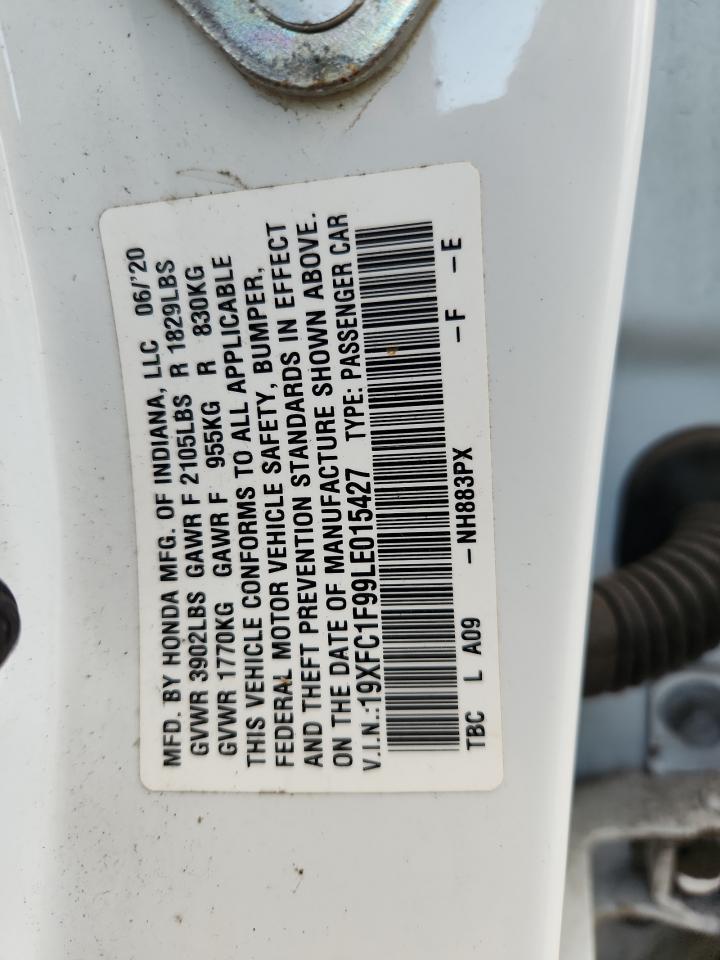 MFD. BY HONDA MFG. OF INDIANA, LLC 06/'20
GVWR 3902LBS GAWR F 2105LBS R 1829LBS
GVWR 1770KG GAWR F 955KG R 830KG
THIS VEHICLE CONFORMS TO ALL APPLICABLE
FEDERAL MOTOR VEHICLE SAFETY, BUMPER,
AND THEFT PREVENTION STANDARDS IN EFFECT
ON THE DATE OF MANUFACTURE SHOWN ABOVE.
V.I.N.:19XFC1F99LE015427 TYPE: PASSENGER CAR
TBC L A09 -NH883PX -F -E